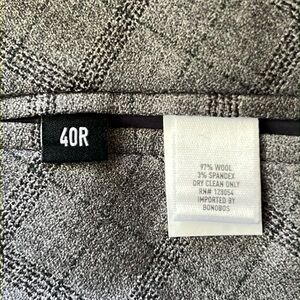 40R
97% WOOL
3% SPANDEX
DRY CLEAN ONLY
RN# 128054
IMPORTED BY
BONOBOS